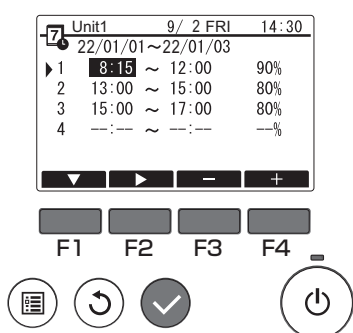 7 Unit1 9/ 2 FRI 14:30
22/01/01～22/01/03
1 8:15 ～ 12:00 90%
2 13:00 ～ 15:00 80%
3 15:00 ～ 17:00 80%
4 --:-- ～ --:-- --%
▼ ▶ － ＋
F1 F2 F3 F4